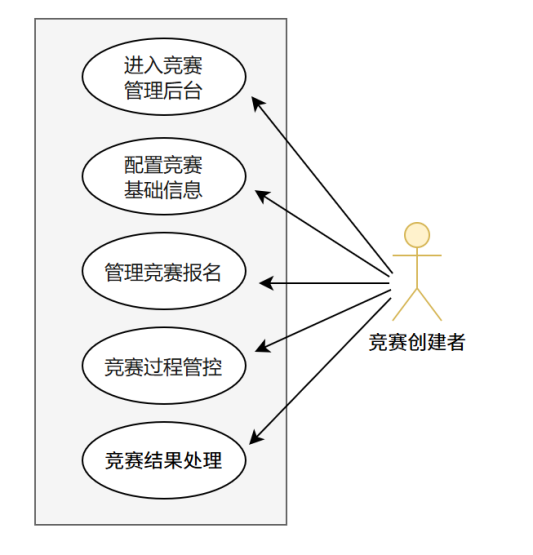 进入竞赛
管理后台
配置竞赛
基础信息
管理竞赛报名
竞赛过程管控
竞赛结果处理
竞赛创建者